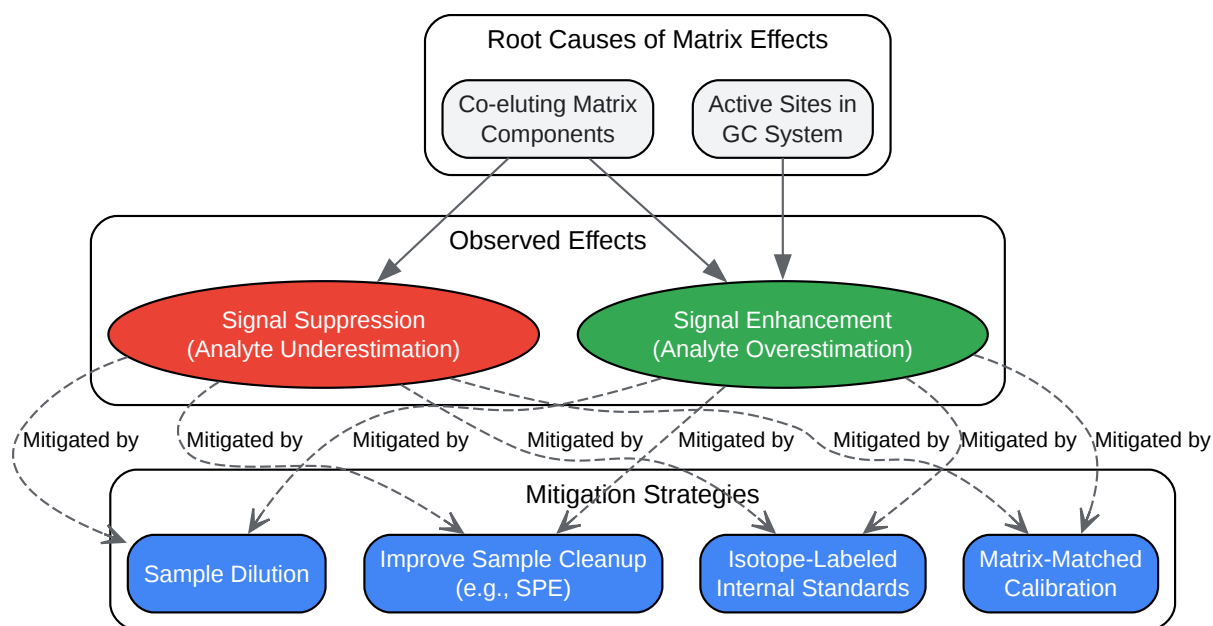 Root Causes of Matrix Effects
Co-eluting Matrix
Components
Active Sites in
GC System
Observed Effects
Signal Suppression
(Analyte Underestimation)
Signal Enhancement
(Analyte Overestimation)
Mitigated by
Mitigated by
Mitigated by
Mitigated by
Mitigated by
Mitigated by
Mitigated by
Mitigated by
Mitigation Strategies
Sample Dilution
Improve Sample Cleanup
(e.g., SPE)
Isotope-Labeled
Internal Standards
Matrix-Matched
Calibration